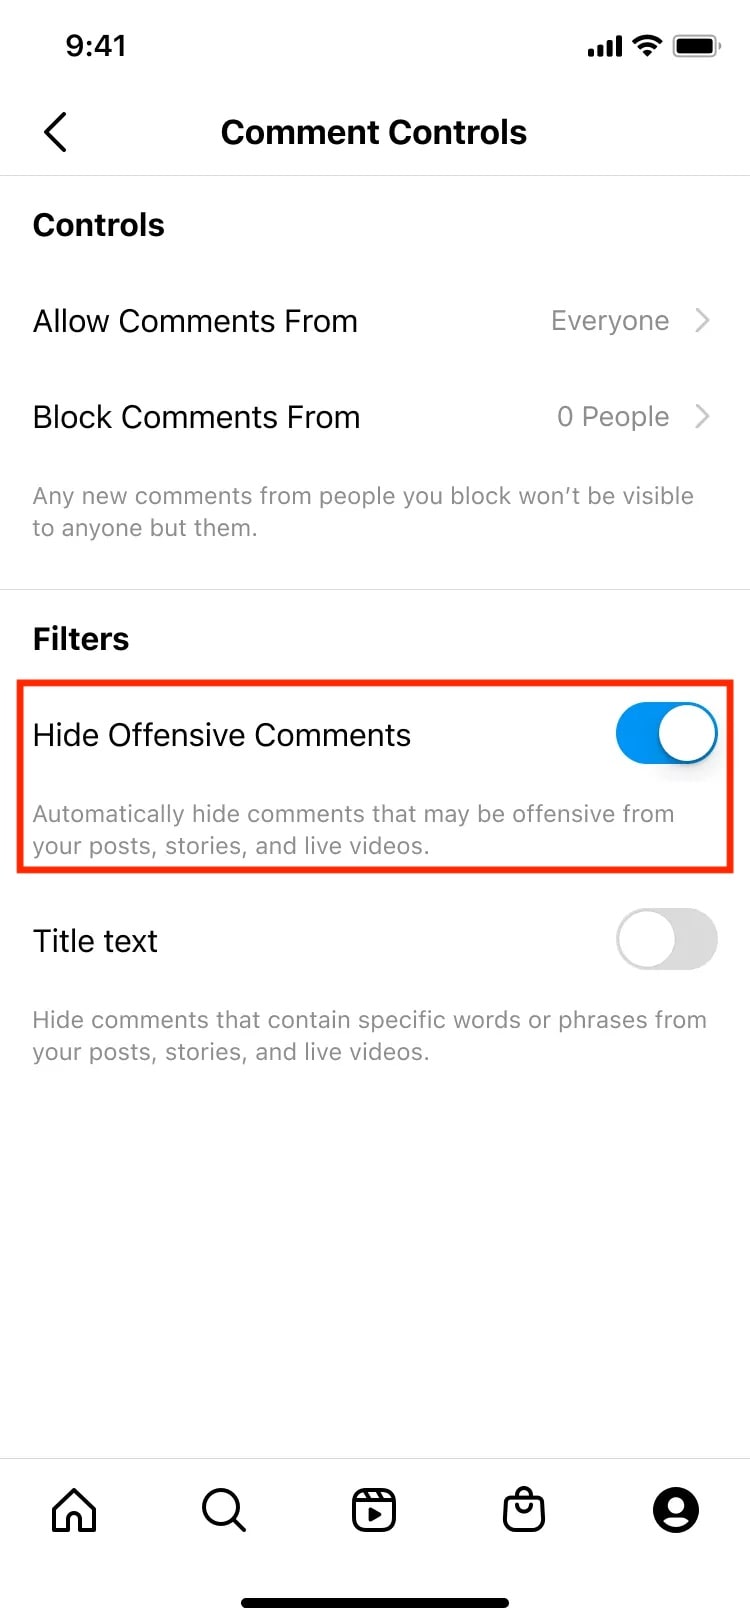 9:41
Comment Controls
Controls
Allow Comments From Everyone
Block Comments From 0 People
Any new comments from people you block won’t be visible
to anyone but them.
Filters
Hide Offensive Comments
Automatically hide comments that may be offensive from
your posts, stories, and live videos.
Title text
Hide comments that contain specific words or phrases from
your posts, stories, and live videos.